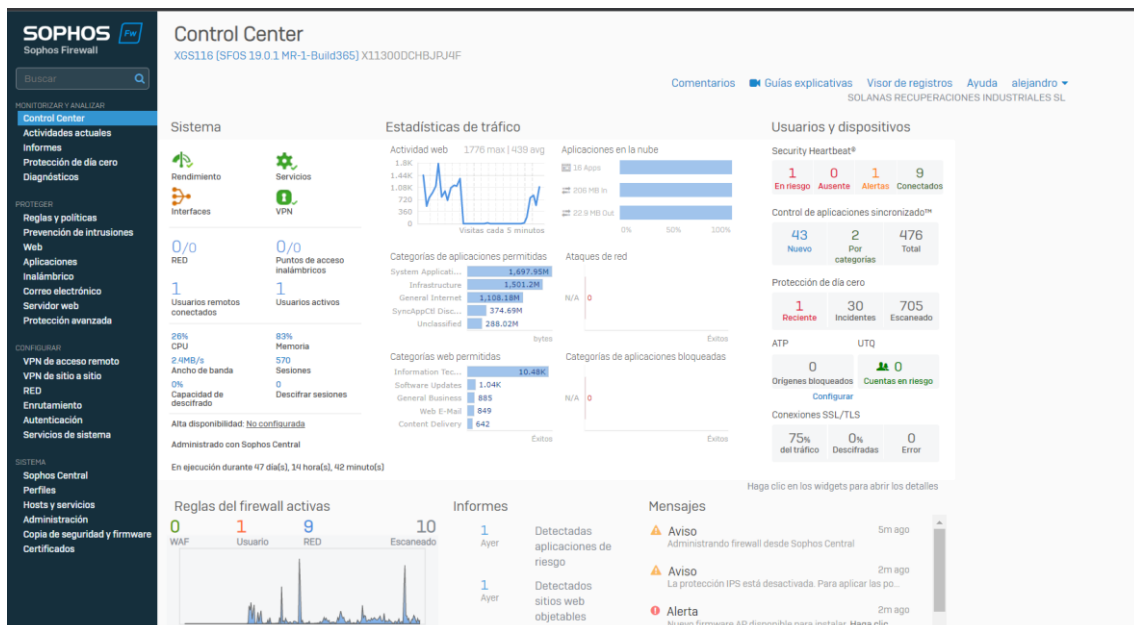 SOPHOS Fw
Sophos Firewall
Buscar
MONITORIZAR Y ANALIZAR
Control Center
Actividades actuales
Informes
Protección de día cero
Diagnósticos
PROTEGER
Reglas y políticas
Prevención de intrusiones
Web
Aplicaciones
Inalámbrico
Correo electrónico
Servidor web
Protección avanzada
CONFIGURAR
VPN de acceso remoto
VPN de sitio a sitio
RED
Enrutamiento
Autenticación
Servicios de sistema
SISTEMA
Sophos Central
Perfiles
Hosts y servicios
Administración
Copia de seguridad y firmware
Certificados
Control Center
XGS116 (SFOS 19.0.1 MR-1-Build365) X11300DCHBJPJ4F
Comentarios Guías explicativas Visor de registros Ayuda alejandro
SOLANAS RECUPERACIONES INDUSTRIALES SL
Sistema
Rendimiento Servicios
Interfaces VPN
0/0 0/0
RED Puntos de acceso
inalámbricos
1 1
Usuarios remotos Usuarios activos
conectados
26% 83%
CPU Memoria
2.4MB/s 570
Ancho de banda Sesiones
0% 0
Capacidad de Descifrar sesiones
descifrado
Alta disponibilidad: No configurada
Administrado con Sophos Central
En ejecución durante 47 día(s), 14 hora(s), 42 minuto(s)
Estadísticas de tráfico
Actividad web 1776 max | 439 avg
1.8K
1.44K
1.08K
720
360
0
Visitas cada 5 minutos
Aplicaciones en la nube
16 Apps
206 MB In
22.9 MB Out
0% 50% 100%
Categorías de aplicaciones permitidas
System Applicati... 1,697.95M
Infrastructure 1,501.2M
General Internet 1,108.18M
SyncAppCtl Disc... 374.69M
Unclassified 288.02M
bytes
Ataques de red
N/A 0
Éxitos
Categorías web permitidas
Information Tec... 10.48K
Software Updates 1.04K
General Business 885
Web E-Mail 849
Content Delivery 642
Éxitos
Categorías de aplicaciones bloqueadas
N/A 0
Éxitos
Usuarios y dispositivos
Security Heartbeat®
1 0 1 9
En riesgo Ausente Alertas Conectados
Control de aplicaciones sincronizado™
43 2 476
Nuevo Por Total
categorías
Protección de día cero
1 30 705
Reciente Incidentes Escaneado
ATP UTQ
0 0
Orígenes bloqueados Cuentas en riesgo
Configurar
Conexiones SSL/TLS
75% 0% 0
del tráfico Descifradas Error
Haga clic en los widgets para abrir los detalles
Reglas del firewall activas
0 1 9 10
WAF Usuario RED Escaneado
Informes
1 Detectadas
Ayer aplicaciones de
riesgo
1 Detectados
Ayer sitios web
objetables
Mensajes
Aviso 5m ago
Administrando firewall desde Sophos Central
Aviso 2m ago
La protección IPS está desactivada. Para aplicar las po...
Alerta 2m ago
Nuevo firmware AP disponible para instalar. Haga clic